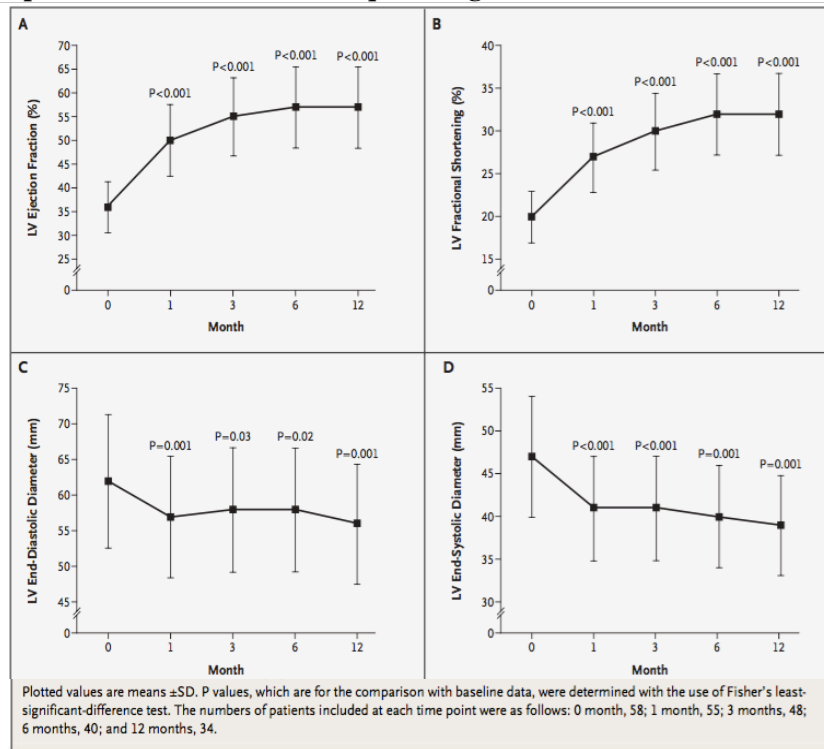 A
LV Ejection Fraction (%)
70
65
60
55
50
45
40
35
30
25
0
P<0.001
P<0.001
P<0.001
P<0.001
0 1 3 6 12
Month
B
LV Fractional Shortening (%)
40
35
30
25
20
15
0
P<0.001
P<0.001
P<0.001
P<0.001
0 1 3 6 12
Month
C
LV End-Diastolic Diameter (mm)
75
70
65
60
55
50
45
0
P=0.001
P=0.03
P=0.02
P=0.001
0 1 3 6 12
Month
D
LV End-Systolic Diameter (mm)
55
50
45
40
35
30
0
P<0.001
P<0.001
P=0.001
P=0.001
0 1 3 6 12
Month
Plotted values are means ±SD. P values, which are for the comparison with baseline data, were determined with the use of Fisher's least-
significant-difference test. The numbers of patients included at each time point were as follows: 0 month, 58; 1 month, 55; 3 months, 48;
6 months, 40; and 12 months, 34.